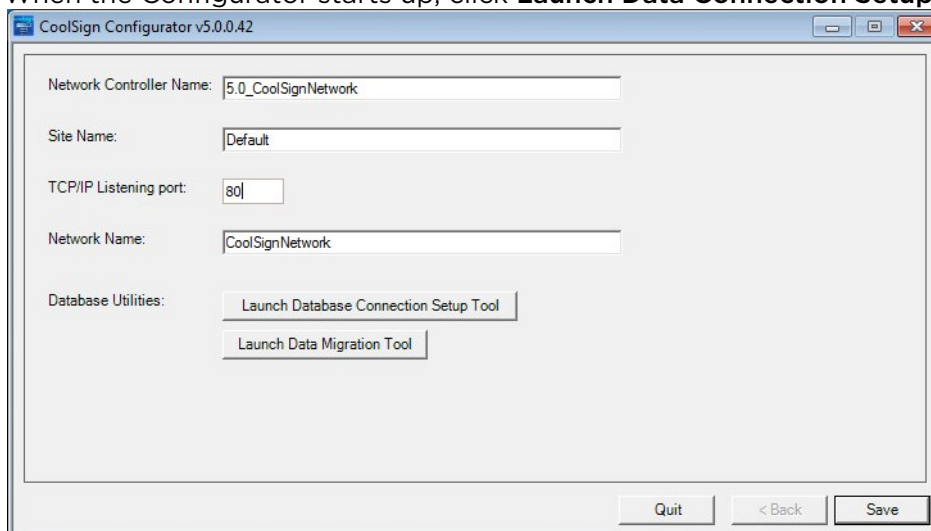 When the Configurator starts up, click Launch Data Connection Setup
CoolSign Configurator v5.0.0.42
Network Controller Name: 5.0_CoolSignNetwork
Site Name: Default
TCP/IP Listening port: 80
Network Name: CoolSignNetwork
Database Utilities: Launch Database Connection Setup Tool
Launch Data Migration Tool
Quit < Back Save